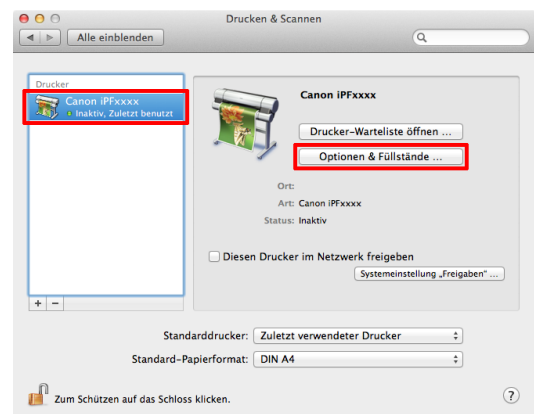 Drucken & Scannen
Alle einblenden
Drucker
Canon iPFxxxx
Inaktiv, Zuletzt benutzt
Canon iPFxxxx
Drucker-Warteliste öffnen ...
Optionen & Füllstände ...
Ort:
Art: Canon iPFxxxx
Status: Inaktiv
Diesen Drucker im Netzwerk freigeben
Systemeinstellung „Freigaben“ ...
+ −
Standarddrucker: Zuletzt verwendeter Drucker
Standard-Papierformat: DIN A4
Zum Schützen auf das Schloss klicken.
?